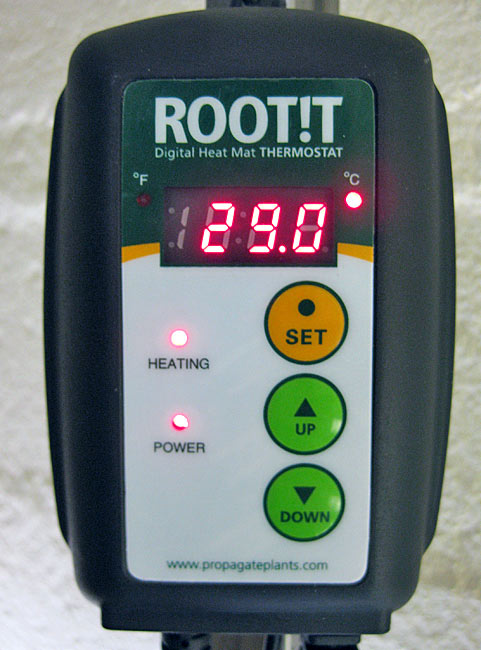 ROOT!T
Digital Heat Mat THERMOSTAT
°F °C
29.0
SET
HEATING
UP
POWER
DOWN
www.propagateplants.com